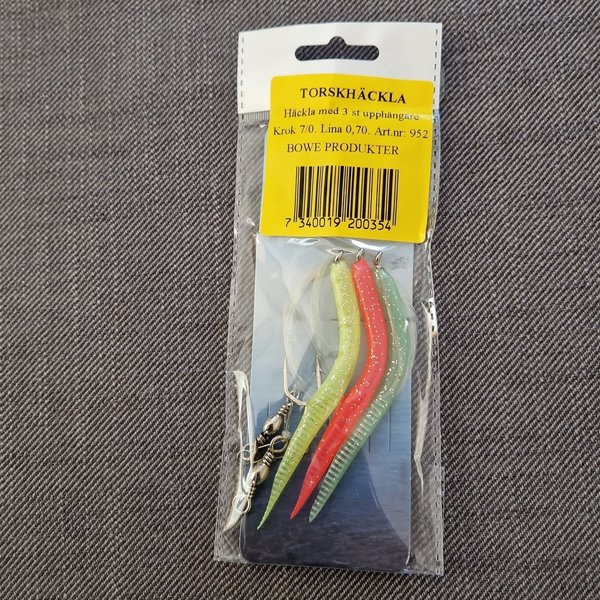 TORSKHÄCKLA
Häckla med 3 st upphängare
Krok 7/0. Lina 0,70. Art.nr: 952
BOWE PRODUKTER
7 340019 200354